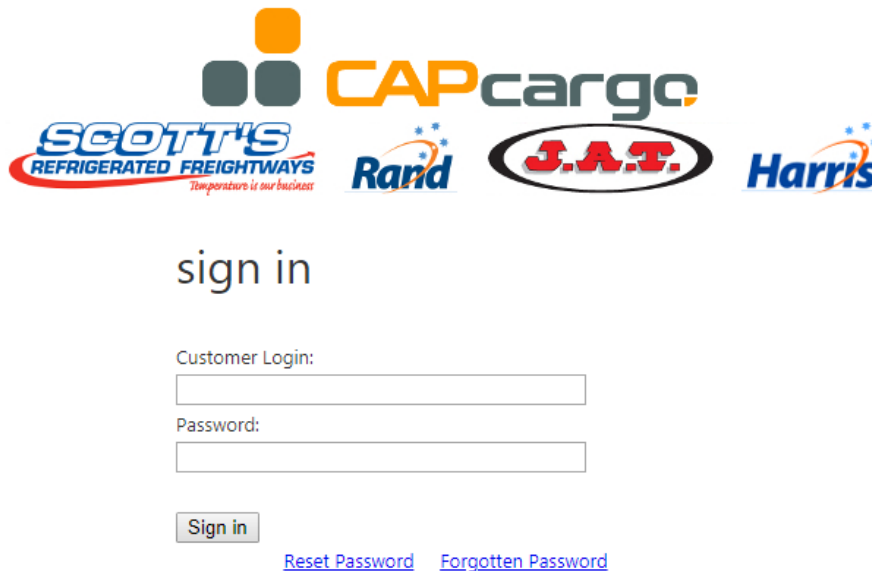 CAPcargo
SCOTT'S
REFRIGERATED FREIGHTWAYS
Temperature is our business
Rand
J.A.T.
Harris
sign in
Customer Login:
Password:
Sign in
Reset Password Forgotten Password